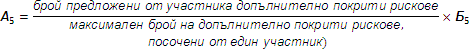 A₅ = брой предложени от участника допълнително покрити рискове × Б₅
максимален брой на допълнително покрити рискове,
посочени от един участник)